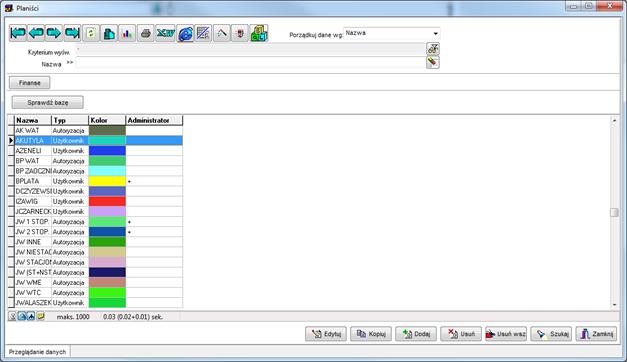 Planiści
Porządkuj dane wg: Nazwa
Kryterium wyów. -
Nazwa >>
Finanse
Sprawdź bazę
Nazwa Typ Kolor Administrator
AK WAT Autoryzacja
AKUTYŁA Użytkownik
AZENELI Użytkownik
BP WAT Autoryzacja
BP ZAOCZNI Autoryzacja
BPLATA Użytkownik +
DCZYZEWSI Użytkownik
IZAWIG Użytkownik
JCZARNECK Użytkownik
JW 1 STOP. Autoryzacja +
JW 2 STOP. Autoryzacja +
JW INNE Autoryzacja
JW NIESTAC Autoryzacja
JW STACJON Autoryzacja
JW (ST+NST Autoryzacja
JW WME Autoryzacja
JW WTC Autoryzacja
JWALASZEK Użytkownik
maks. 1000 0.03 (0.02+0.01) sek.
Edytuj Kopiuj Dodaj Usuń Usuń wsz Szukaj Zamknij
Przeglądanie danych